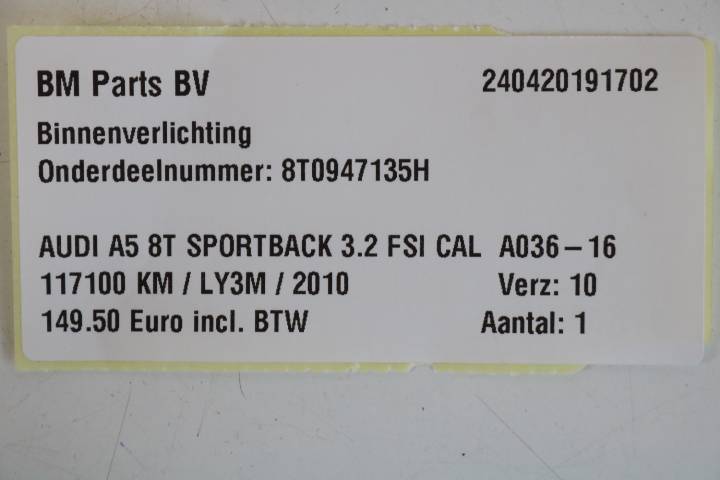 BM Parts BV 240420191702
Binnenverlichting
Onderdeelnummer: 8T0947135H
AUDI A5 8T SPORTBACK 3.2 FSI CAL A036-16
117100 KM / LY3M / 2010 Verz: 10
149.50 Euro incl. BTW Aantal: 1